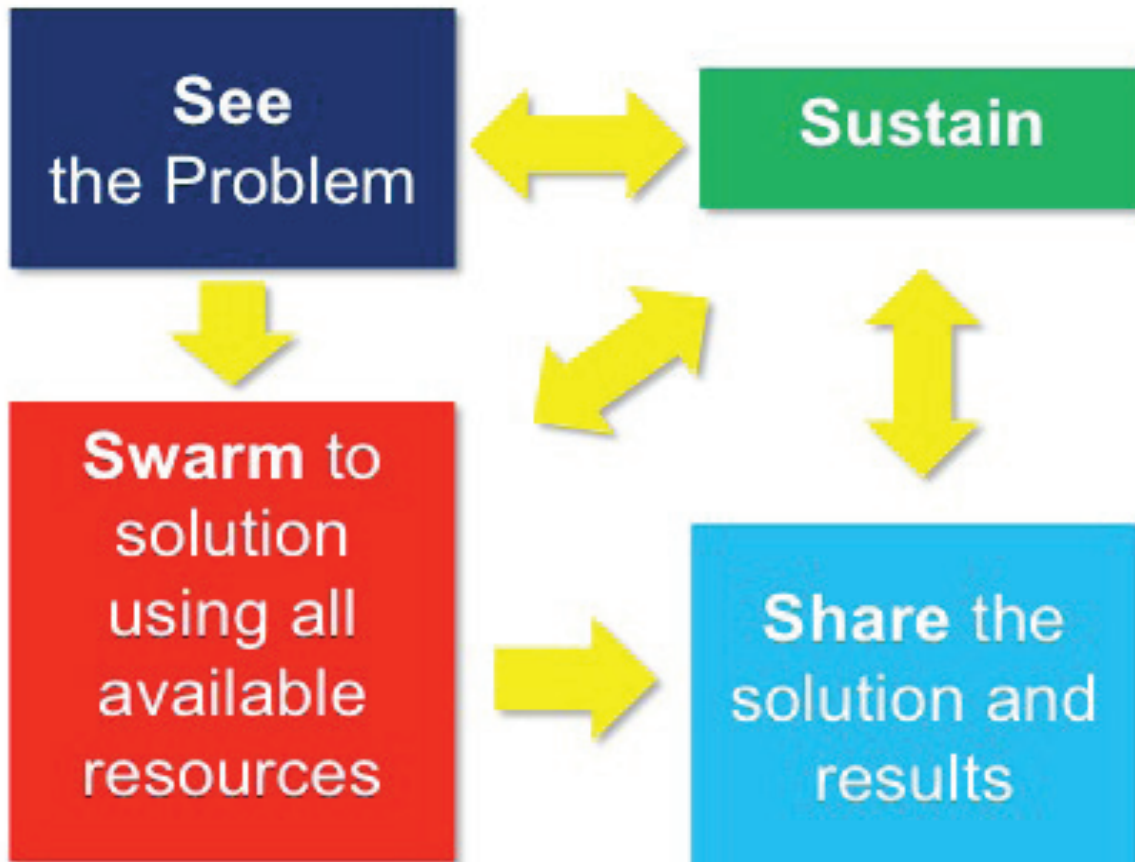 See
the Problem
Sustain
Swarm to
solution
using all
available
resources
Share the
solution and
results